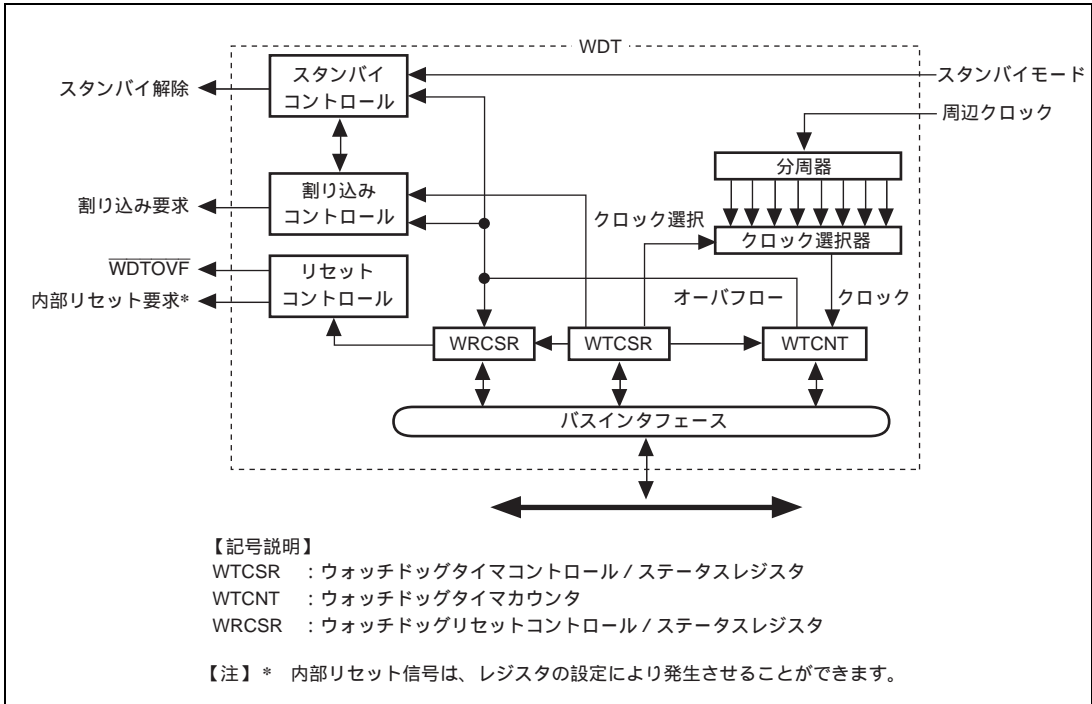 WDT
スタンバイ解除
スタンバイ
コントロール
スタンバイモード
周辺クロック
分周器
割り込み要求
割り込み
コントロール
クロック選択
クロック選択器
WDTOVF
内部リセット要求*
リセット
コントロール
オーバフロー
クロック
WRCSR
WTCSR
WTCNT
バスインタフェース
【記号説明】
WTCSR :ウォッチドッグタイマコントロール / ステータスレジスタ
WTCNT :ウォッチドッグタイマカウンタ
WRCSR :ウォッチドッグリセットコントロール / ステータスレジスタ
【注】* 内部リセット信号は、レジスタの設定により発生させることができます。